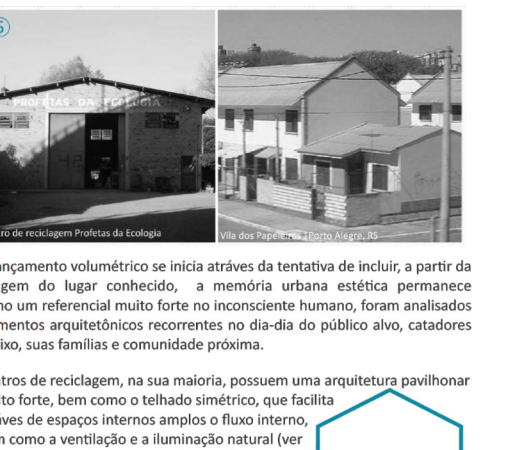 PROFETAS DA ECOLOGIA
ro de reciclagem Profetas da Ecologia
Vila dos Papeleiros |Porto Alegre, RS
ançamento volumétrico se inicia atráves da tentativa de incluir, a partir da
gem do lugar conhecido, a memória urbana estética permanece
no um referencial muito forte no inconsciente humano, foram analisados
mentos arquitetônicos recorrentes no dia-dia do público alvo, catadores
ixo, suas famílias e comunidade próxima.
tros de reciclagem, na sua maioria, possuem uma arquitetura pavilhonar
ito forte, bem como o telhado simétrico, que facilita
áves de espaços internos amplos o fluxo interno,
m como a ventilação e a iluminação natural (ver